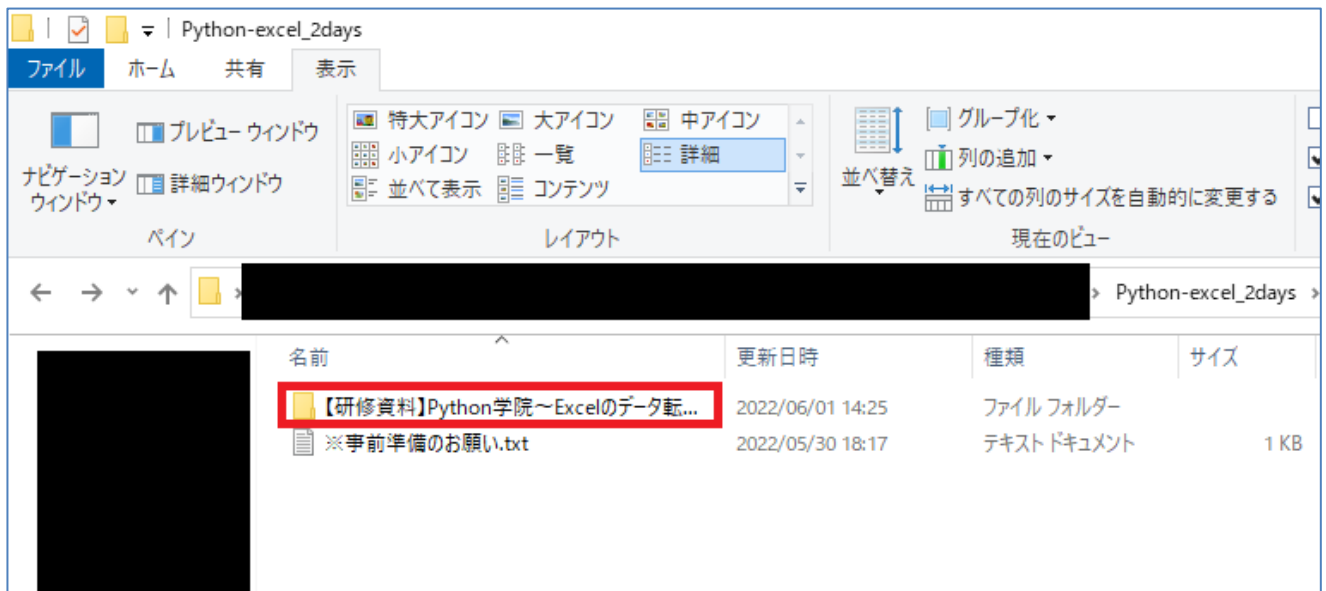 Python-excel_2days
ファイル ホーム 共有 表示
ナビゲーション ウィンドウ
プレビュー ウィンドウ
詳細ウィンドウ
ペイン
特大アイコン 大アイコン 中アイコン
小アイコン 一覧 詳細
並べて表示 コンテンツ
レイアウト
並べ替え
グループ化
列の追加
すべての列のサイズを自動的に変更する
現在のビュー
Python-excel_2days
名前 更新日時 種類 サイズ
【研修資料】Python学院~Excelのデータ転... 2022/06/01 14:25 ファイル フォルダー
※事前準備のお願い.txt 2022/05/30 18:17 テキスト ドキュメント 1 KB